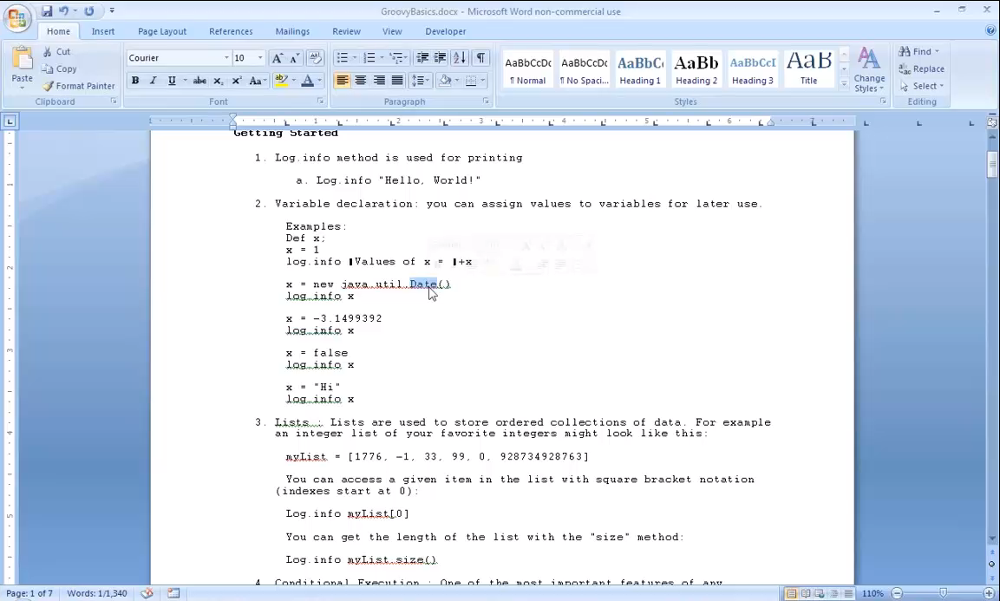 GroovyBasics.docx - Microsoft Word non-commercial use
Home Insert Page Layout References Mailings Review View Developer
Paste
Cut
Copy
Format Painter
Clipboard
Courier 10
Font
Paragraph
AaBbCcDc AaBbCcDc AaBbC AaBb AaBbCcI AaB
¶ Normal ¶ No Spaci... Heading 1 Heading 2 Heading 3 Title
Change Styles
Styles
Find
Replace
Select
Editing
Getting Started
1. Log.info method is used for printing
a. Log.info "Hello, World!"
2. Variable declaration: you can assign values to variables for later use.
Examples:
Def x;
x = 1
log.info ▌Values of x = ▌+x
x = new java.util.Date()
log.info x
x = -3.1499392
log.info x
x = false
log.info x
x = "Hi"
log.info x
3. Lists : Lists are used to store ordered collections of data. For example
an integer list of your favorite integers might look like this:
myList = [1776, -1, 33, 99, 0, 928734928763]
You can access a given item in the list with square bracket notation
(indexes start at 0):
Log.info myList[0]
You can get the length of the list with the "size" method:
Log.info myList.size()
4. Conditional Execution : One of the most important features of any
Page: 1 of 7 Words: 1/1,340 110%